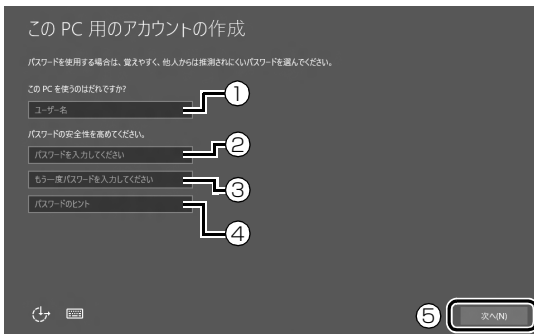 この PC 用のアカウントの作成
パスワードを使用する場合は、覚えやすく、他人からは推測されにくいパスワードを選んでください。
この PC を使うのはだれですか?
ユーザー名
①
パスワードの安全性を高めてください。
パスワードを入力してください
②
もう一度パスワードを入力してください
③
パスワードのヒント
④
⑤
次へ(N)